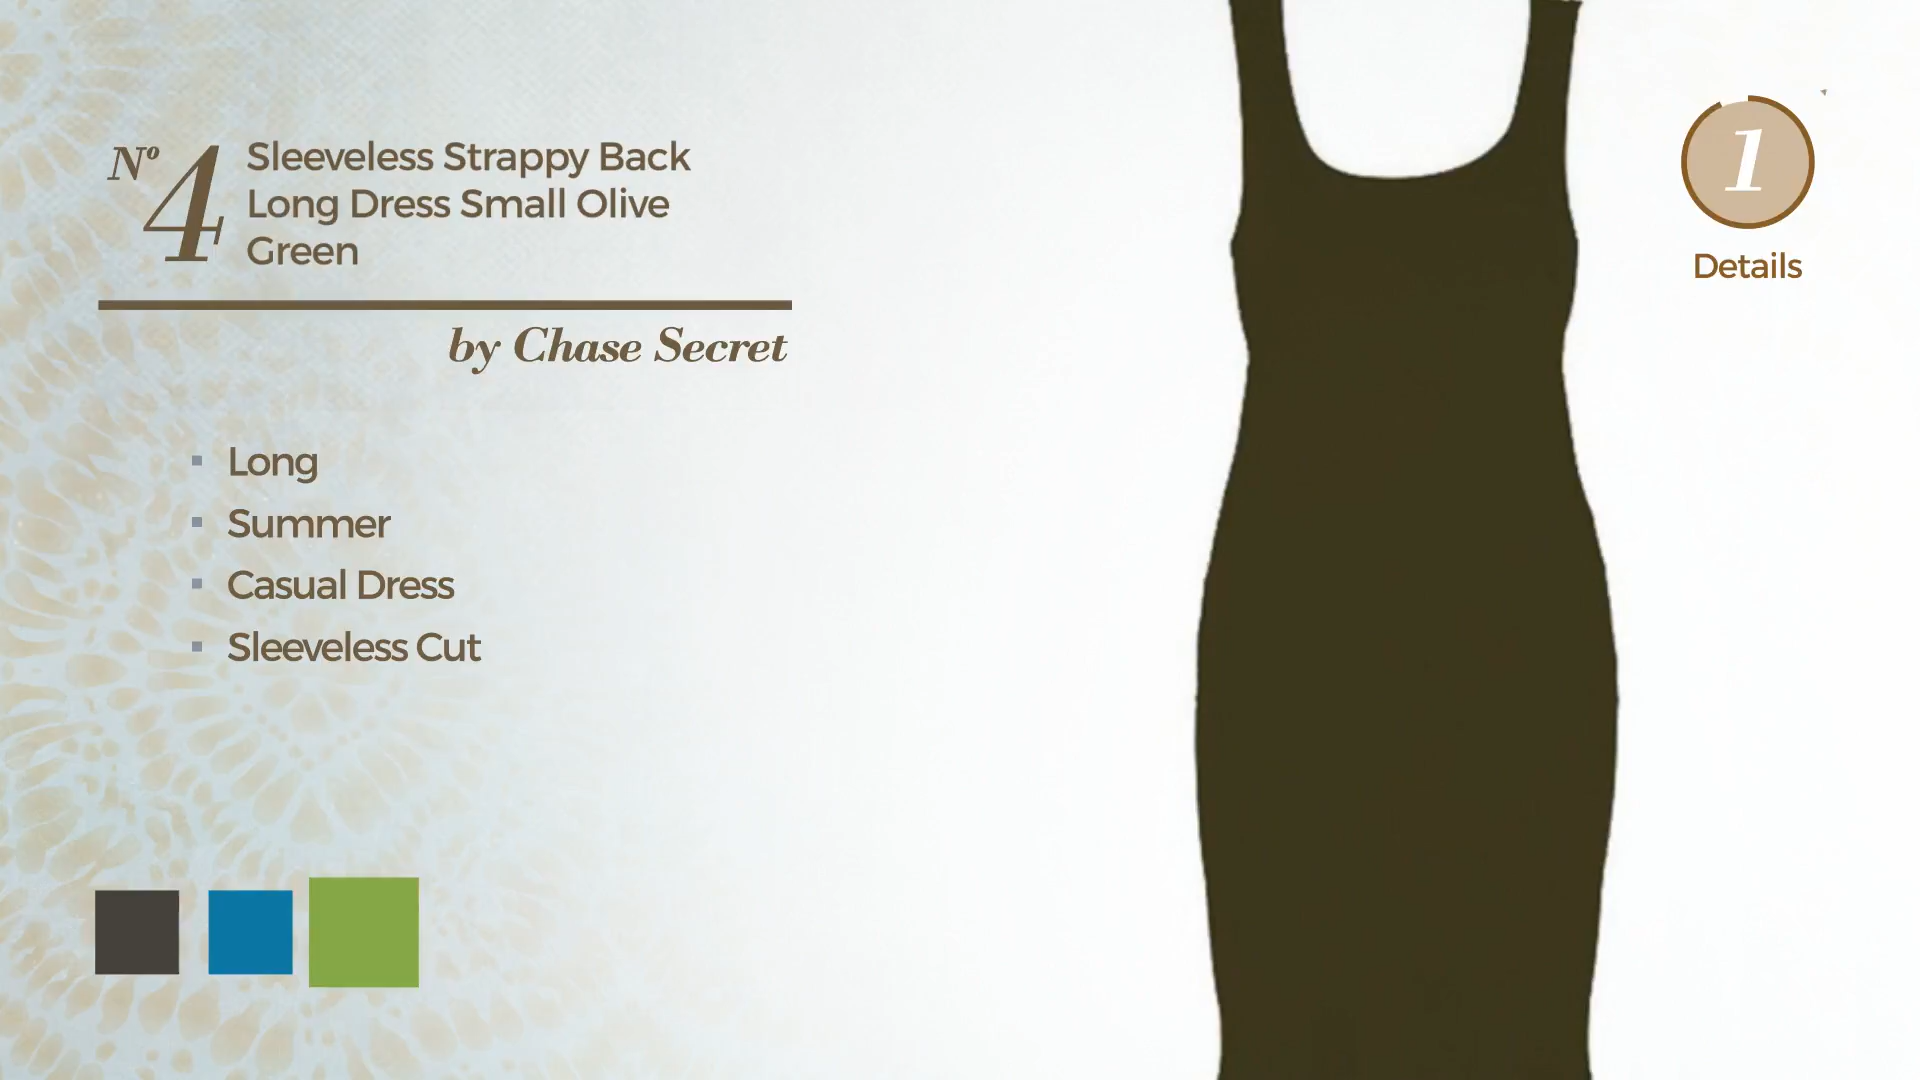 Nº 4
Sleeveless Strappy Back
Long Dress Small Olive
Green
by Chase Secret
▪ Long
▪ Summer
▪ Casual Dress
▪ Sleeveless Cut
1
Details